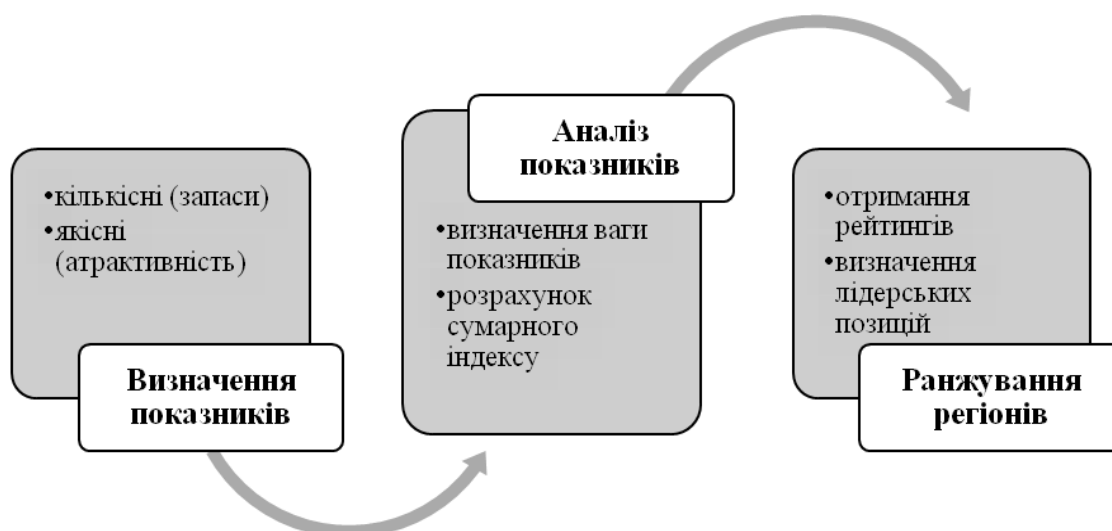 •кількісні (запаси)
•якісні
(атрактивність)
Визначення
показників
Аналіз
показників
•визначення ваги
показників
•розрахунок
сумарного
індексу
•отримання
рейтингів
•визначення
лідерських
позицій
Ранжування
регіонів